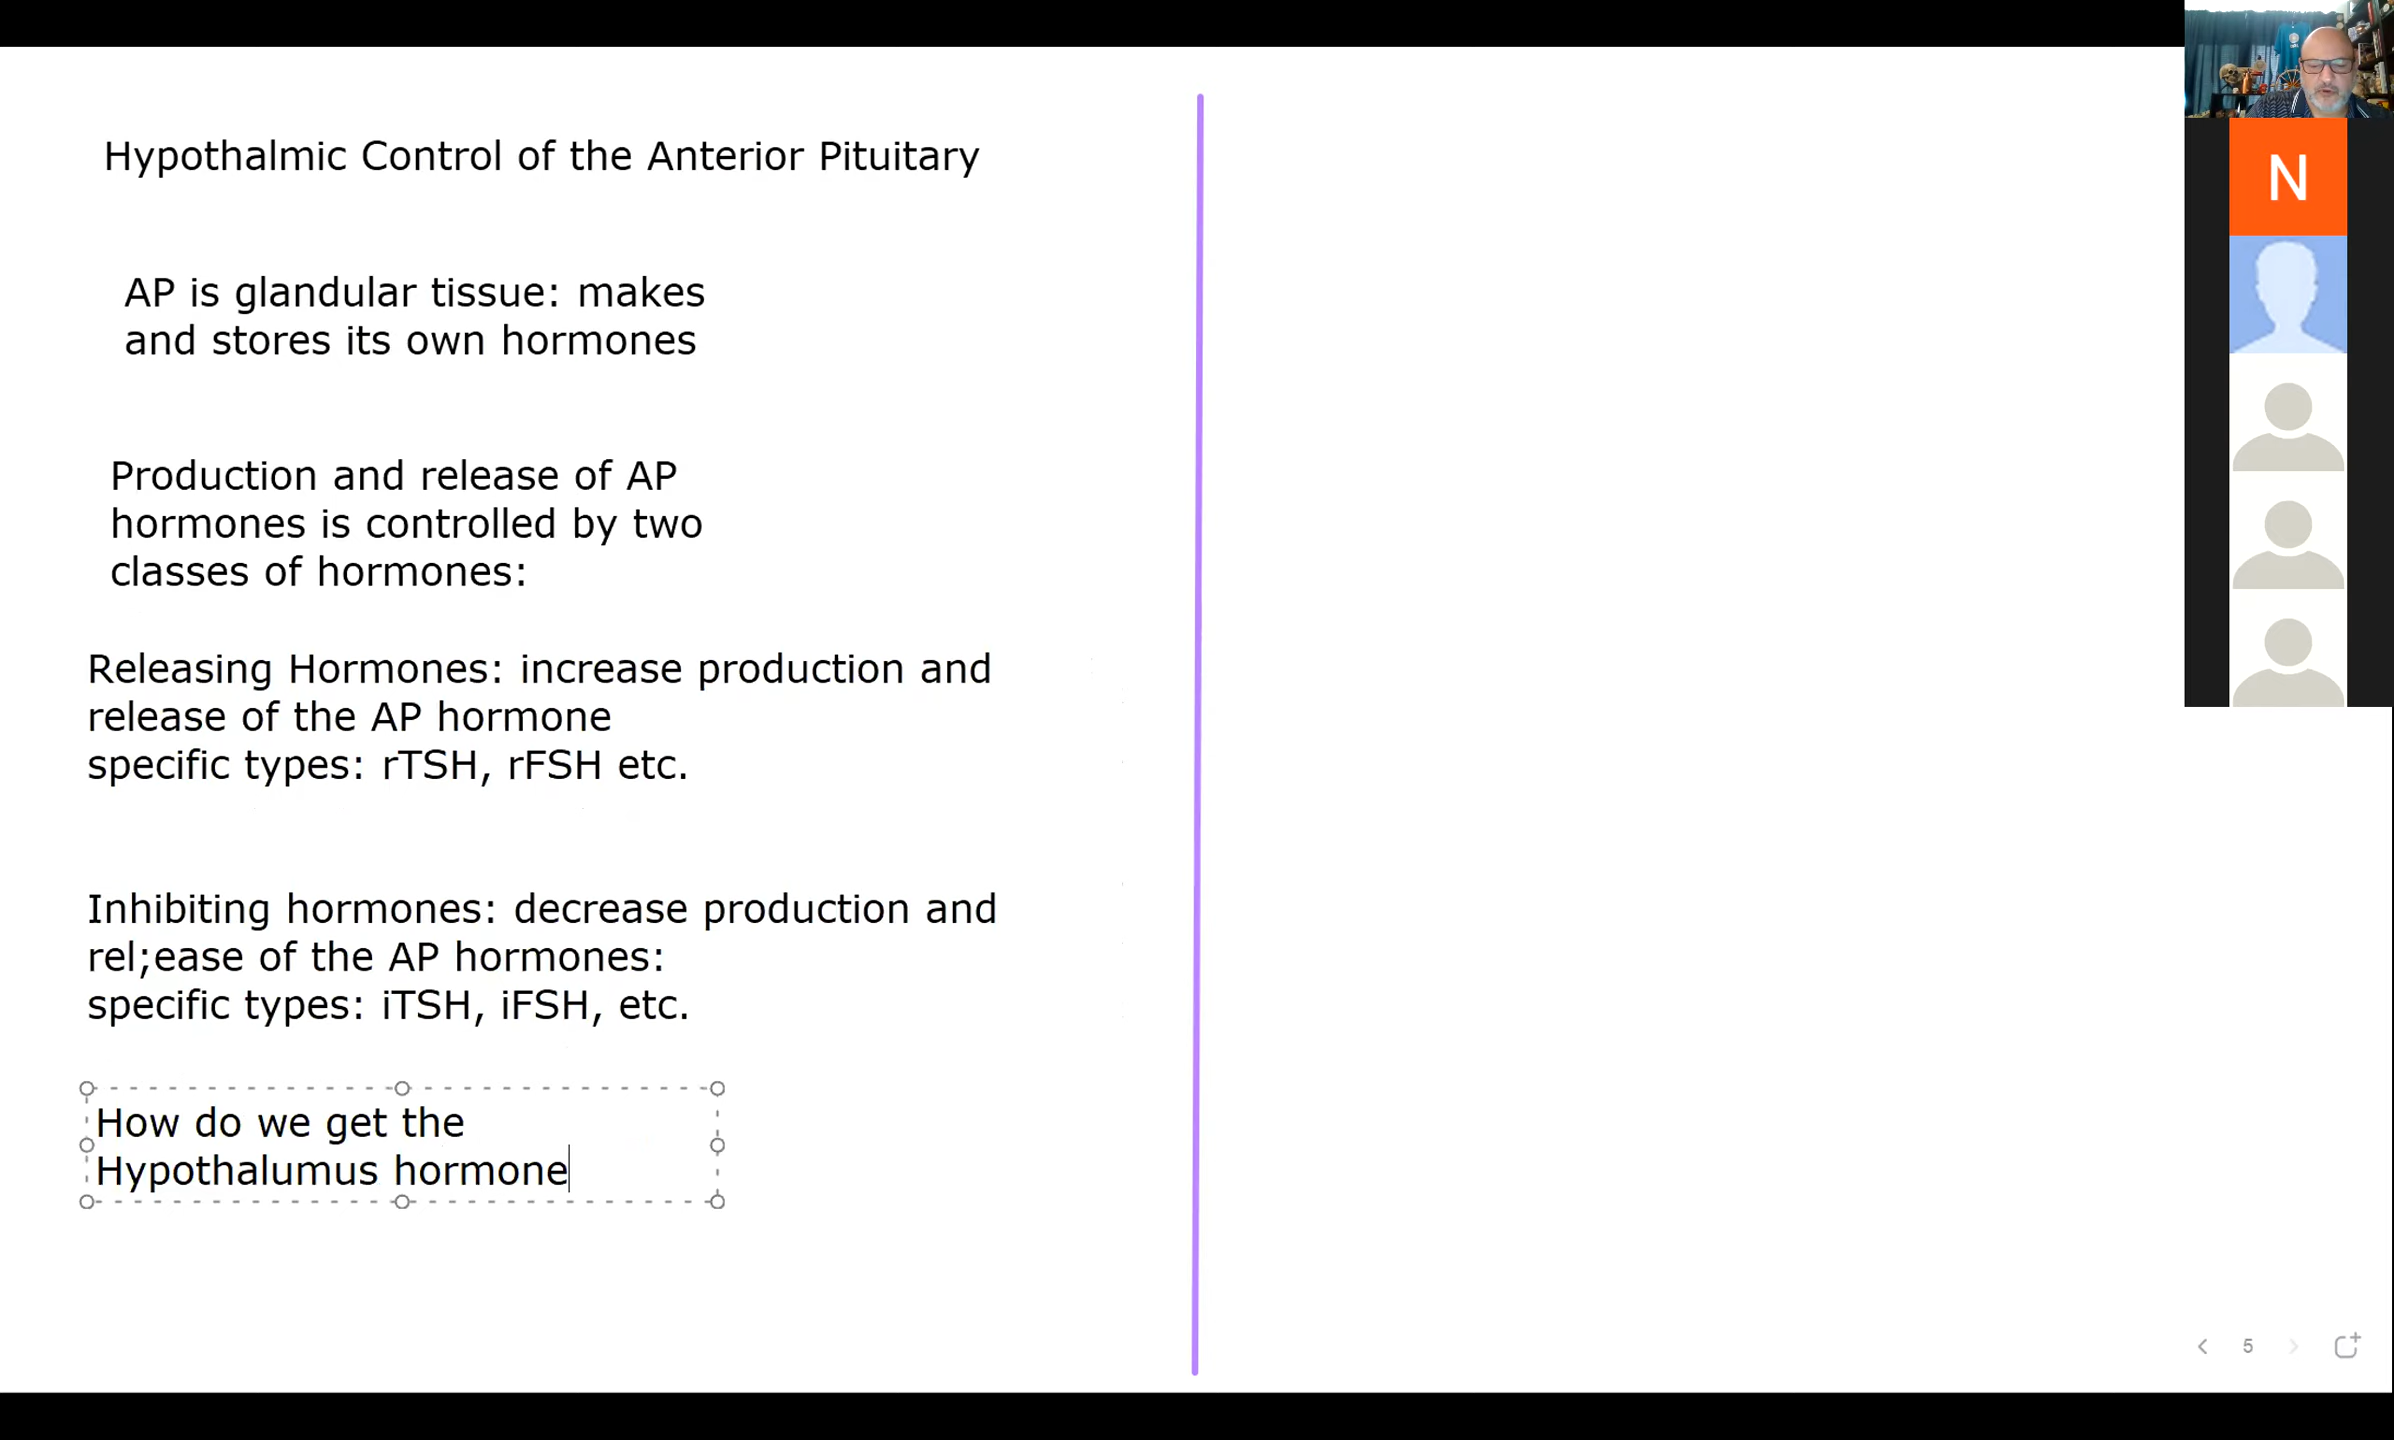 Hypothalmic Control of the Anterior Pituitary
AP is glandular tissue: makes
and stores its own hormones
Production and release of AP
hormones is controlled by two
classes of hormones:
Releasing Hormones: increase production and
release of the AP hormone
specific types: rTSH, rFSH etc.
Inhibiting hormones: decrease production and
rel;ease of the AP hormones:
specific types: iTSH, iFSH, etc.
How do we get the
Hypothalumus hormone
N
5